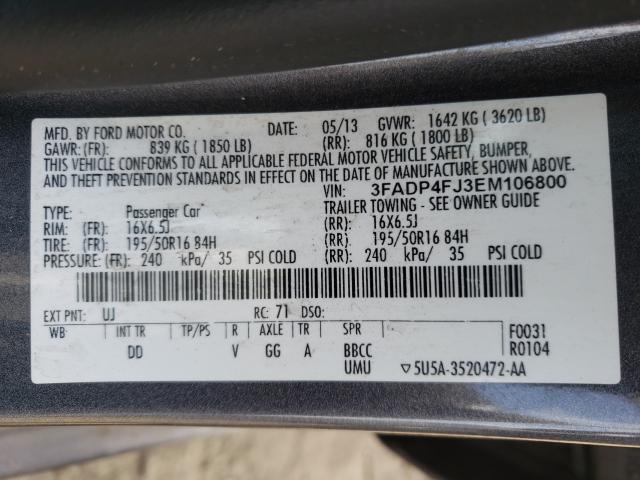 MFD. BY FORD MOTOR CO. DATE: 05/13 GVWR: 1642 KG ( 3620 LB)
GAWR: (FR): 839 KG ( 1850 LB) (RR): 816 KG ( 1800 LB)
THIS VEHICLE CONFORMS TO ALL APPLICABLE FEDERAL MOTOR VEHICLE SAFETY, BUMPER,
AND THEFT PREVENTION STANDARDS IN EFFECT ON THE DATE OF MANUFACTURE SHOWN ABOVE.
VIN: 3FADP4FJ3EM106800
TYPE: Passenger Car TRAILER TOWING - SEE OWNER GUIDE
RIM: (FR): 16X6.5J (RR): 16X6.5J
TIRE: (FR): 195/50R16 84H (RR): 195/50R16 84H
PRESSURE: (FR): 240 kPa/ 35 PSI COLD (RR): 240 kPa/ 35 PSI COLD
EXT PNT: UJ RC: 71 DSO:
WB INT TR TP/PS R AXLE TR SPR F0031
DD V GG A BBCC R0104
UMU ▽5U5A-3520472-AA